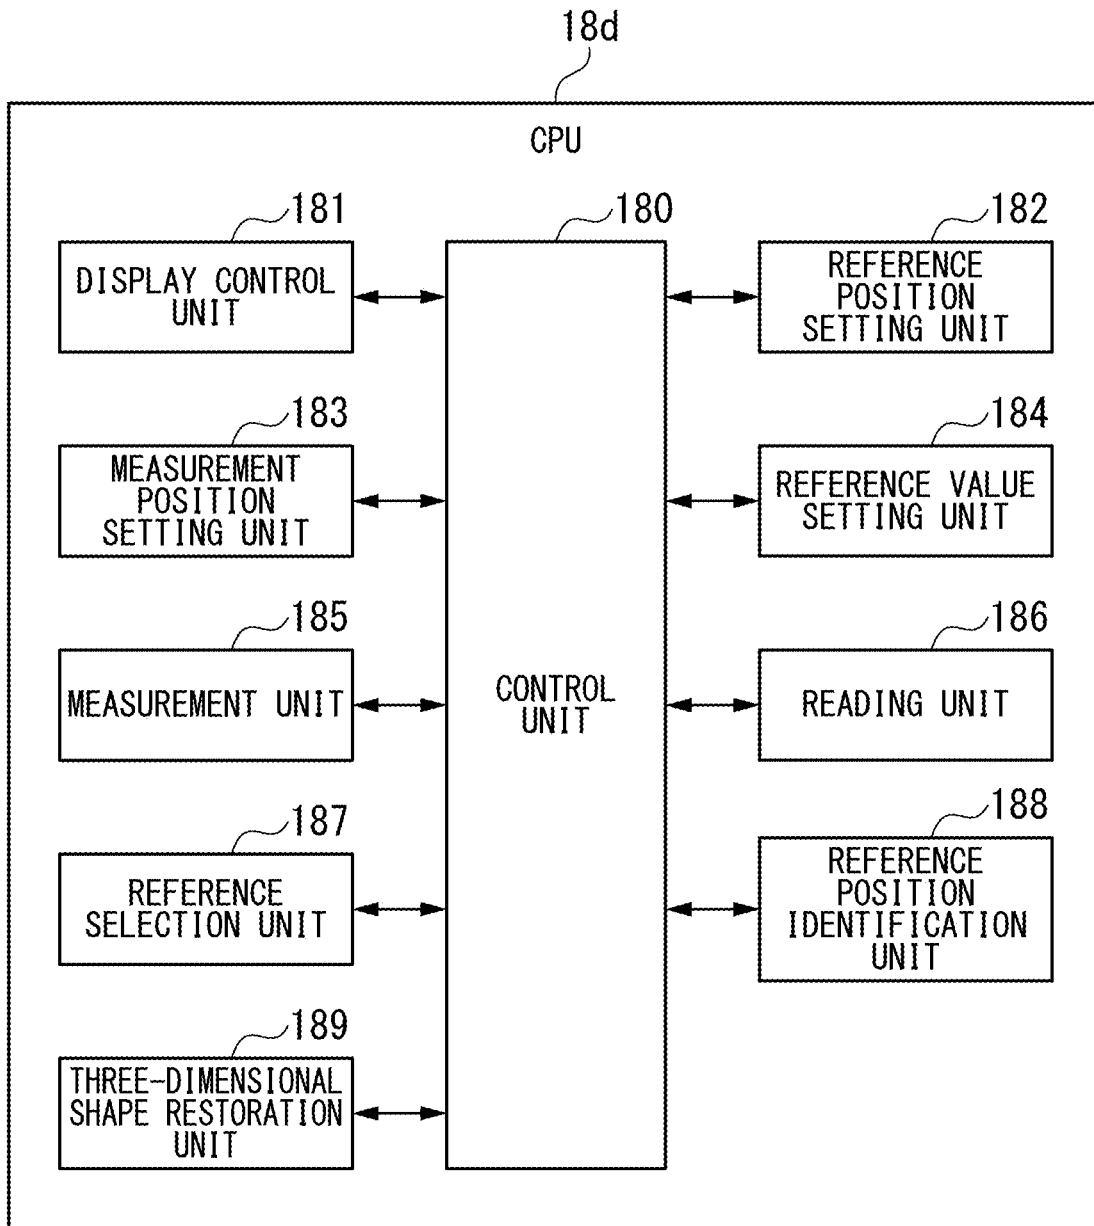 18d
CPU
181
DISPLAY CONTROL
UNIT
180
CONTROL
UNIT
182
REFERENCE
POSITION
SETTING UNIT
183
MEASUREMENT
POSITION
SETTING UNIT
184
REFERENCE VALUE
SETTING UNIT
185
MEASUREMENT UNIT
186
READING UNIT
187
REFERENCE
SELECTION UNIT
188
REFERENCE
POSITION
IDENTIFICATION
UNIT
189
THREE-DIMENSIONAL
SHAPE RESTORATION
UNIT